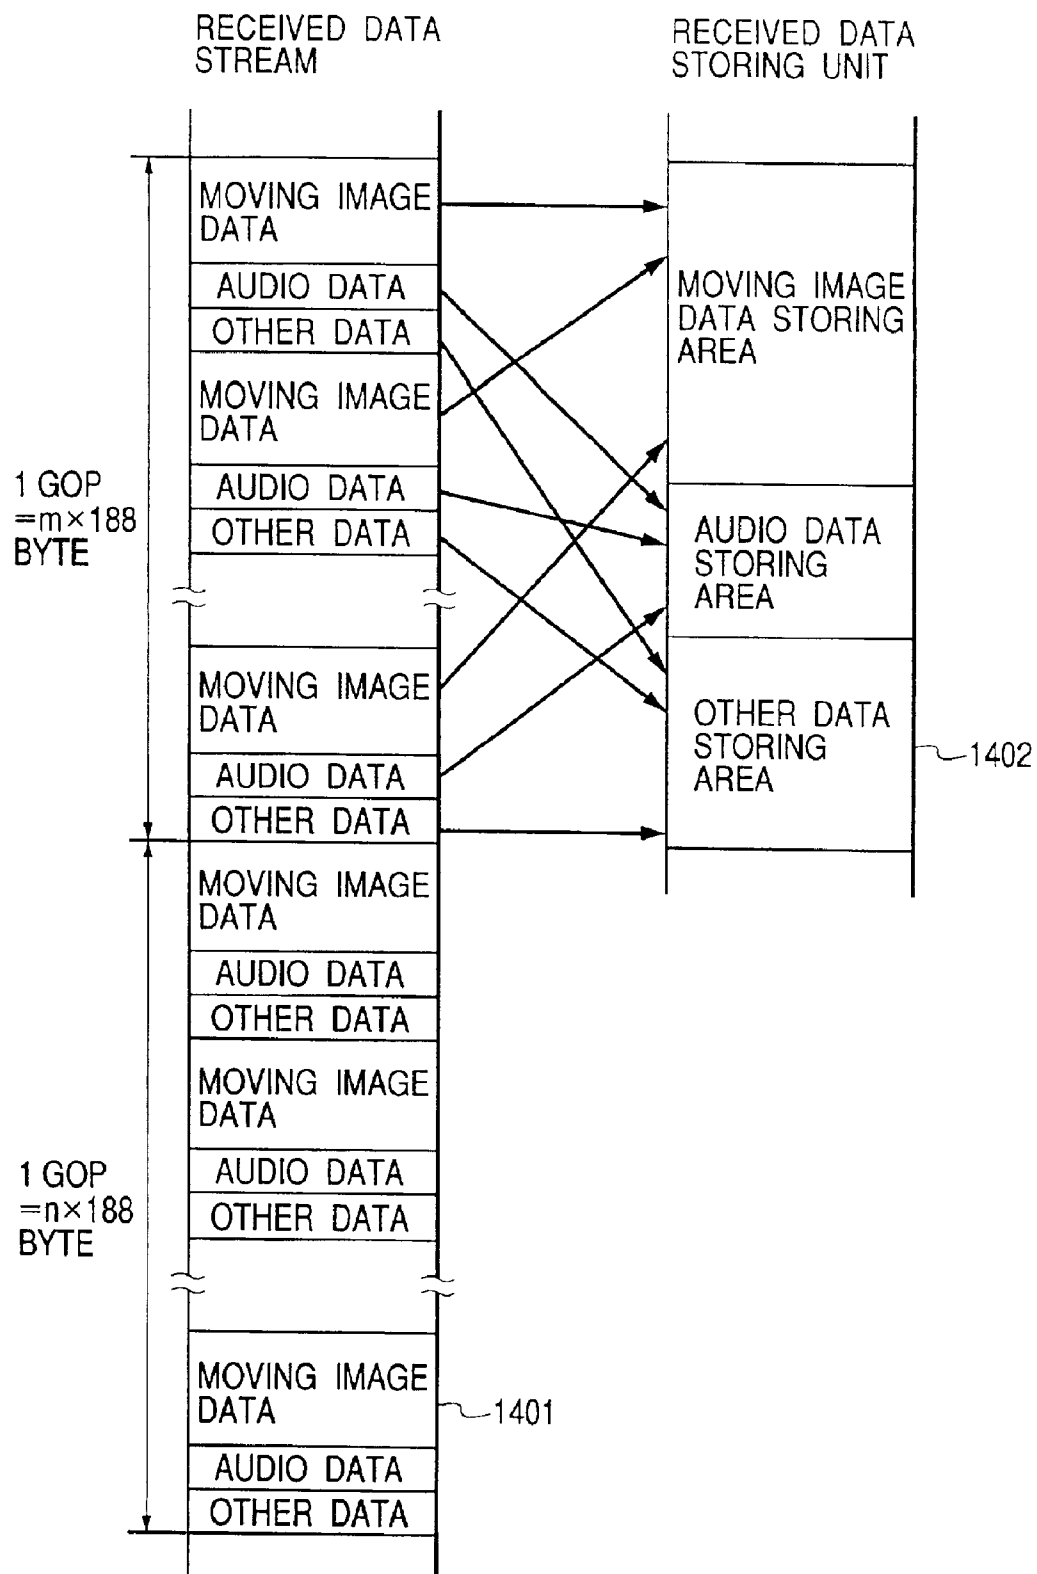 RECEIVED DATA
STREAM
RECEIVED DATA
STORING UNIT
MOVING IMAGE
DATA
AUDIO DATA
OTHER DATA
MOVING IMAGE
DATA
AUDIO DATA
OTHER DATA
MOVING IMAGE
DATA
AUDIO DATA
OTHER DATA
1 GOP
=m×188
BYTE
MOVING IMAGE
DATA STORING
AREA
AUDIO DATA
STORING
AREA
OTHER DATA
STORING
AREA
1402
MOVING IMAGE
DATA
AUDIO DATA
OTHER DATA
MOVING IMAGE
DATA
AUDIO DATA
OTHER DATA
1 GOP
=n×188
BYTE
MOVING IMAGE
DATA
1401
AUDIO DATA
OTHER DATA